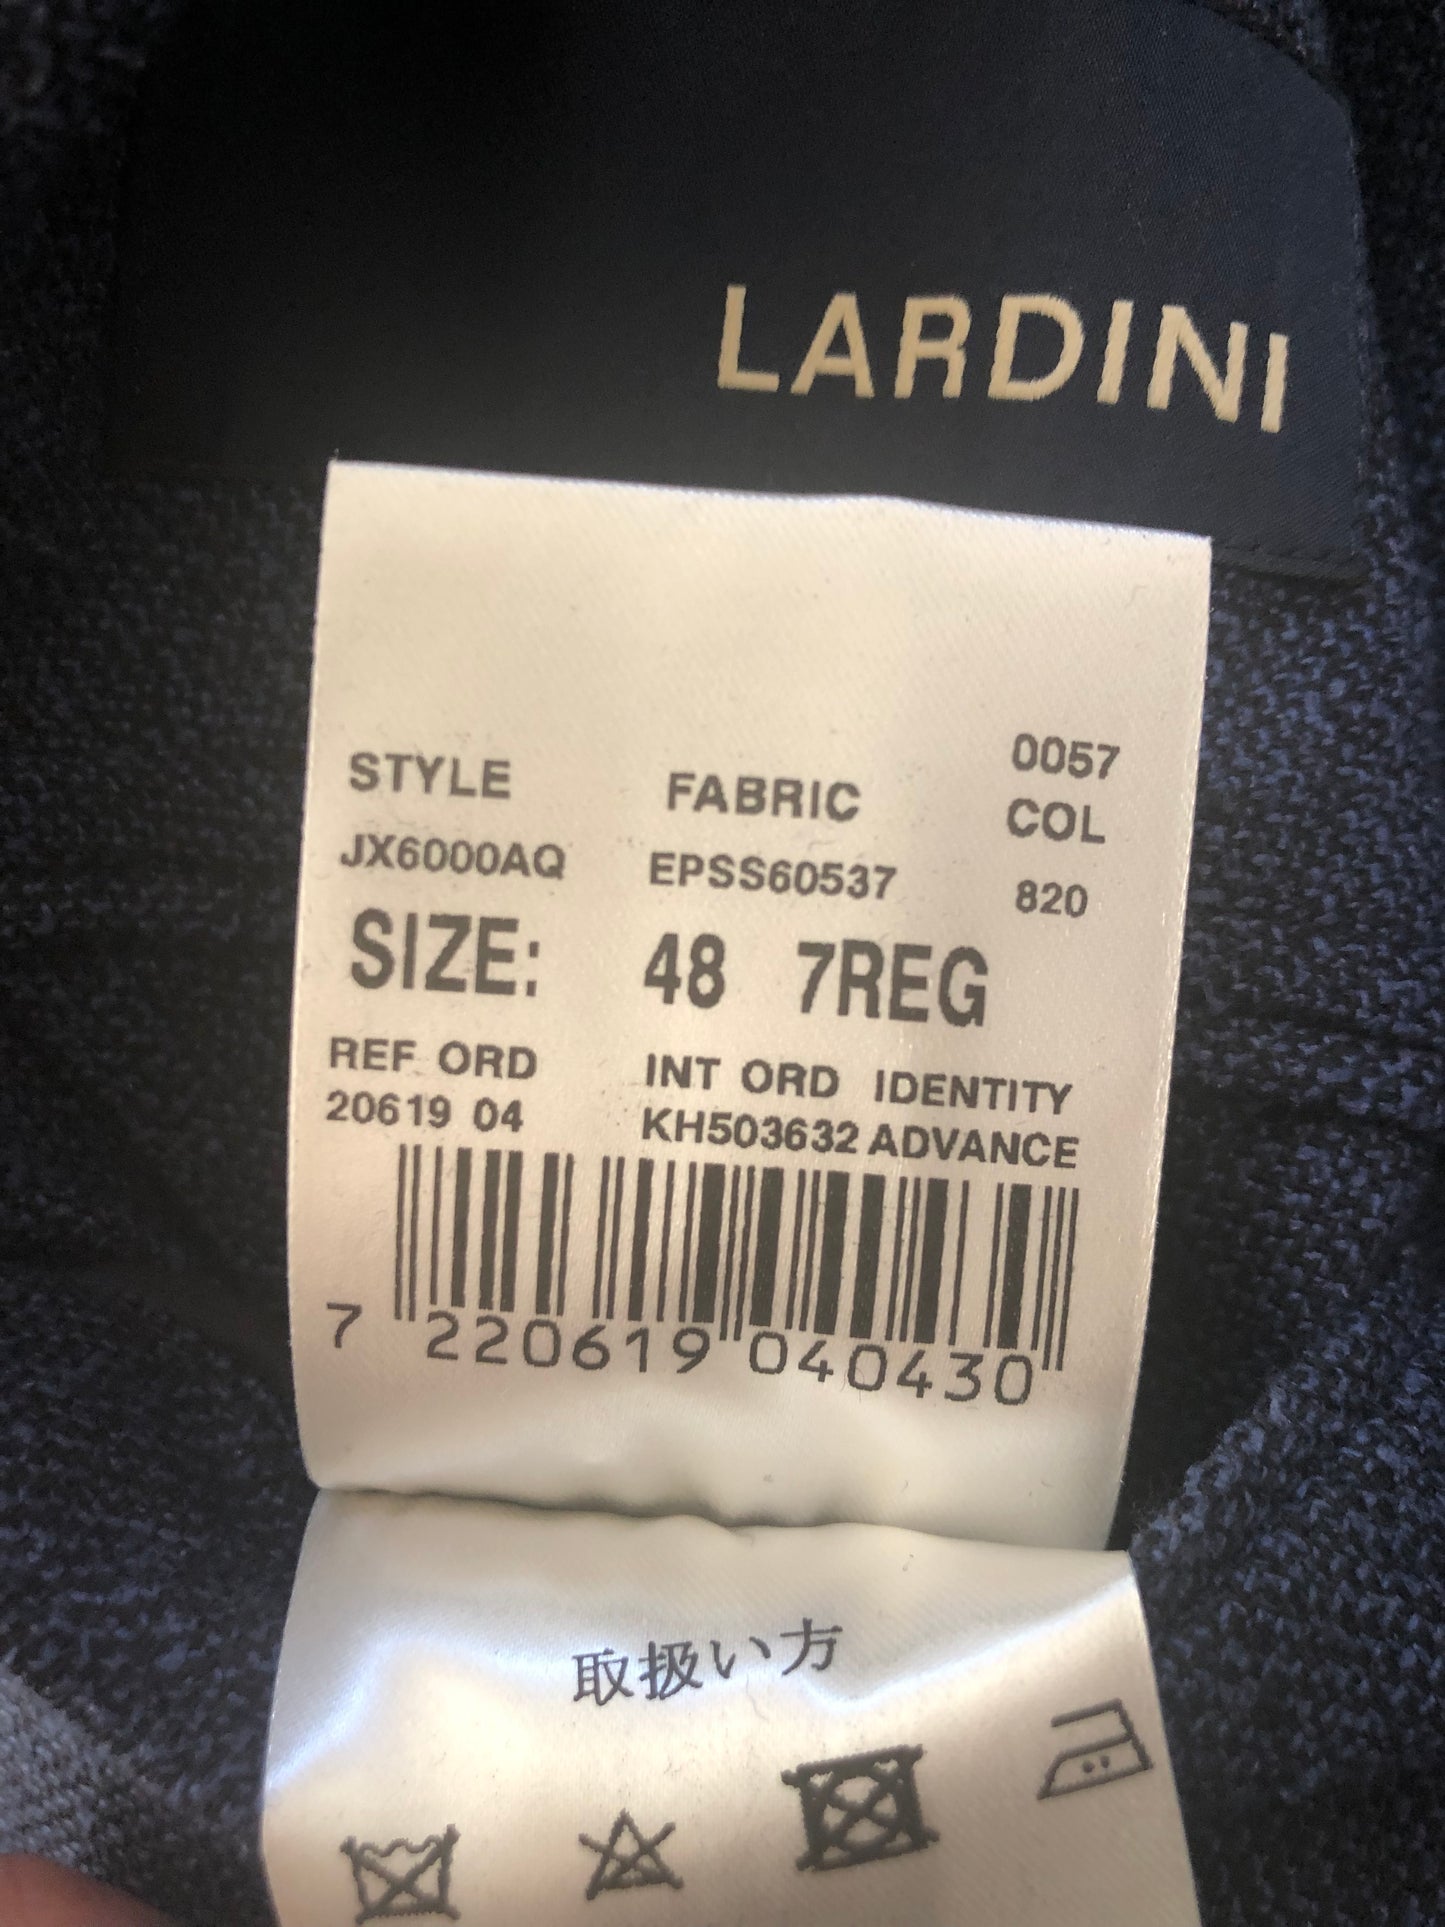 LARDINI
0057
STYLE FABRIC COL
JX6000AQ EPSS60537 820
SIZE: 48 7REG
REF ORD INT ORD IDENTITY
20619 04 KH503632 ADVANCE
7 220619 040430
取扱い方